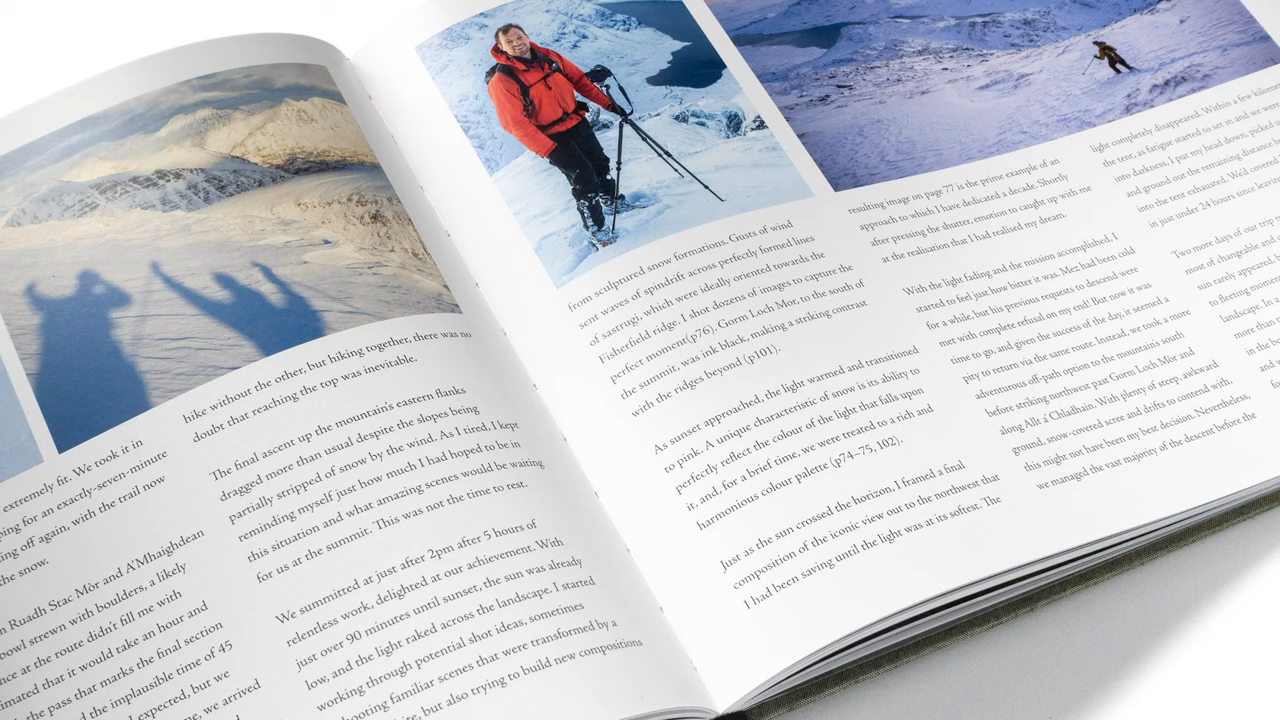 extremely fit. We took it in
ping for an exactly-seven-minute
ing off again, with the trail now
the snow.
n Ruadh Stac Mòr and A'Mhaighdean
bowl strewn with boulders, a likely
nce at the route didn't fill me with
imated that it would take an hour and
the pass that marks the final section
d the implausible time of 45
I expected, but we
me, we arrived
hike without the other, but hiking together, there was no
doubt that reaching the top was inevitable.
The final ascent up the mountain's eastern flanks
dragged more than usual despite the slopes being
partially stripped of snow by the wind. As I tired, I kept
reminding myself just how much I had hoped to be in
this situation and what amazing scenes would be waiting
for us at the summit. This was not the time to rest.
We summitted at just after 2pm after 5 hours of
relentless work, delighted at our achievement. With
just over 90 minutes until sunset, the sun was already
low, and the light raked across the landscape. I started
working through potential shot ideas, sometimes
hooting familiar scenes that were transformed by a
ire, but also trying to build new compositions
from sculptured snow formations. Gusts of wind
sent waves of spindrift across perfectly formed lines
of sastrugi, which were ideally oriented towards the
Fisherfield ridge. I shot dozens of images to capture the
perfect moment (p76). Gorm Loch Mor, to the south of
the summit, was ink black, making a striking contrast
with the ridges beyond (p101).
As sunset approached, the light warmed and transitioned
to pink. A unique characteristic of snow is its ability to
perfectly reflect the colour of the light that falls upon
it, and, for a brief time, we were treated to a rich and
harmonious colour palette (p74–75, 102).
Just as the sun crossed the horizon, I framed a final
composition of the iconic view out to the northwest that
I had been saving until the light was at its softest. The
resulting image on page 77 is the prime example of an
approach to which I have dedicated a decade. Shortly
after pressing the shutter, emotion to caught up with me
at the realisation that I had realised my dream.
With the light fading and the mission accomplished, I
started to feel just how bitter it was. Mez had been cold
for a while, but his previous requests to descend were
met with complete refusal on my end! But now it was
time to go, and given the success of the day, it seemed a
pity to return via the same route. Instead, we took a more
adventurous off-path option to the mountain's south
before striking northwest past Gorm Loch Mòr and
along Allt a' Chladhain. With plenty of steep, awkward
ground, snow-covered scree and drifts to contend with,
this might not have been my best decision. Nevertheless,
we managed the vast majority of the descent before the
light completely disappeared. Within a few kilome
the tent, as fatigue started to set in and we were
into darkness, I put my head down, picked
and ground out the remaining distance
into the tent exhausted. We'd covered
in just under 24 hours since leavin
Two more days of our trip
most of changeable and
sun rarely appeared, b
to fleeting momen
landscape. In
more than
in the b
and w